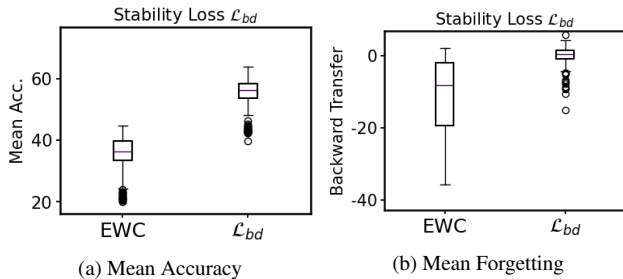 Stability Loss ℒbd
Mean Acc.
60
40
20
EWC
ℒbd
(a) Mean Accuracy
Stability Loss ℒbd
Backward Transfer
0
-20
-40
EWC
ℒbd
(b) Mean Forgetting